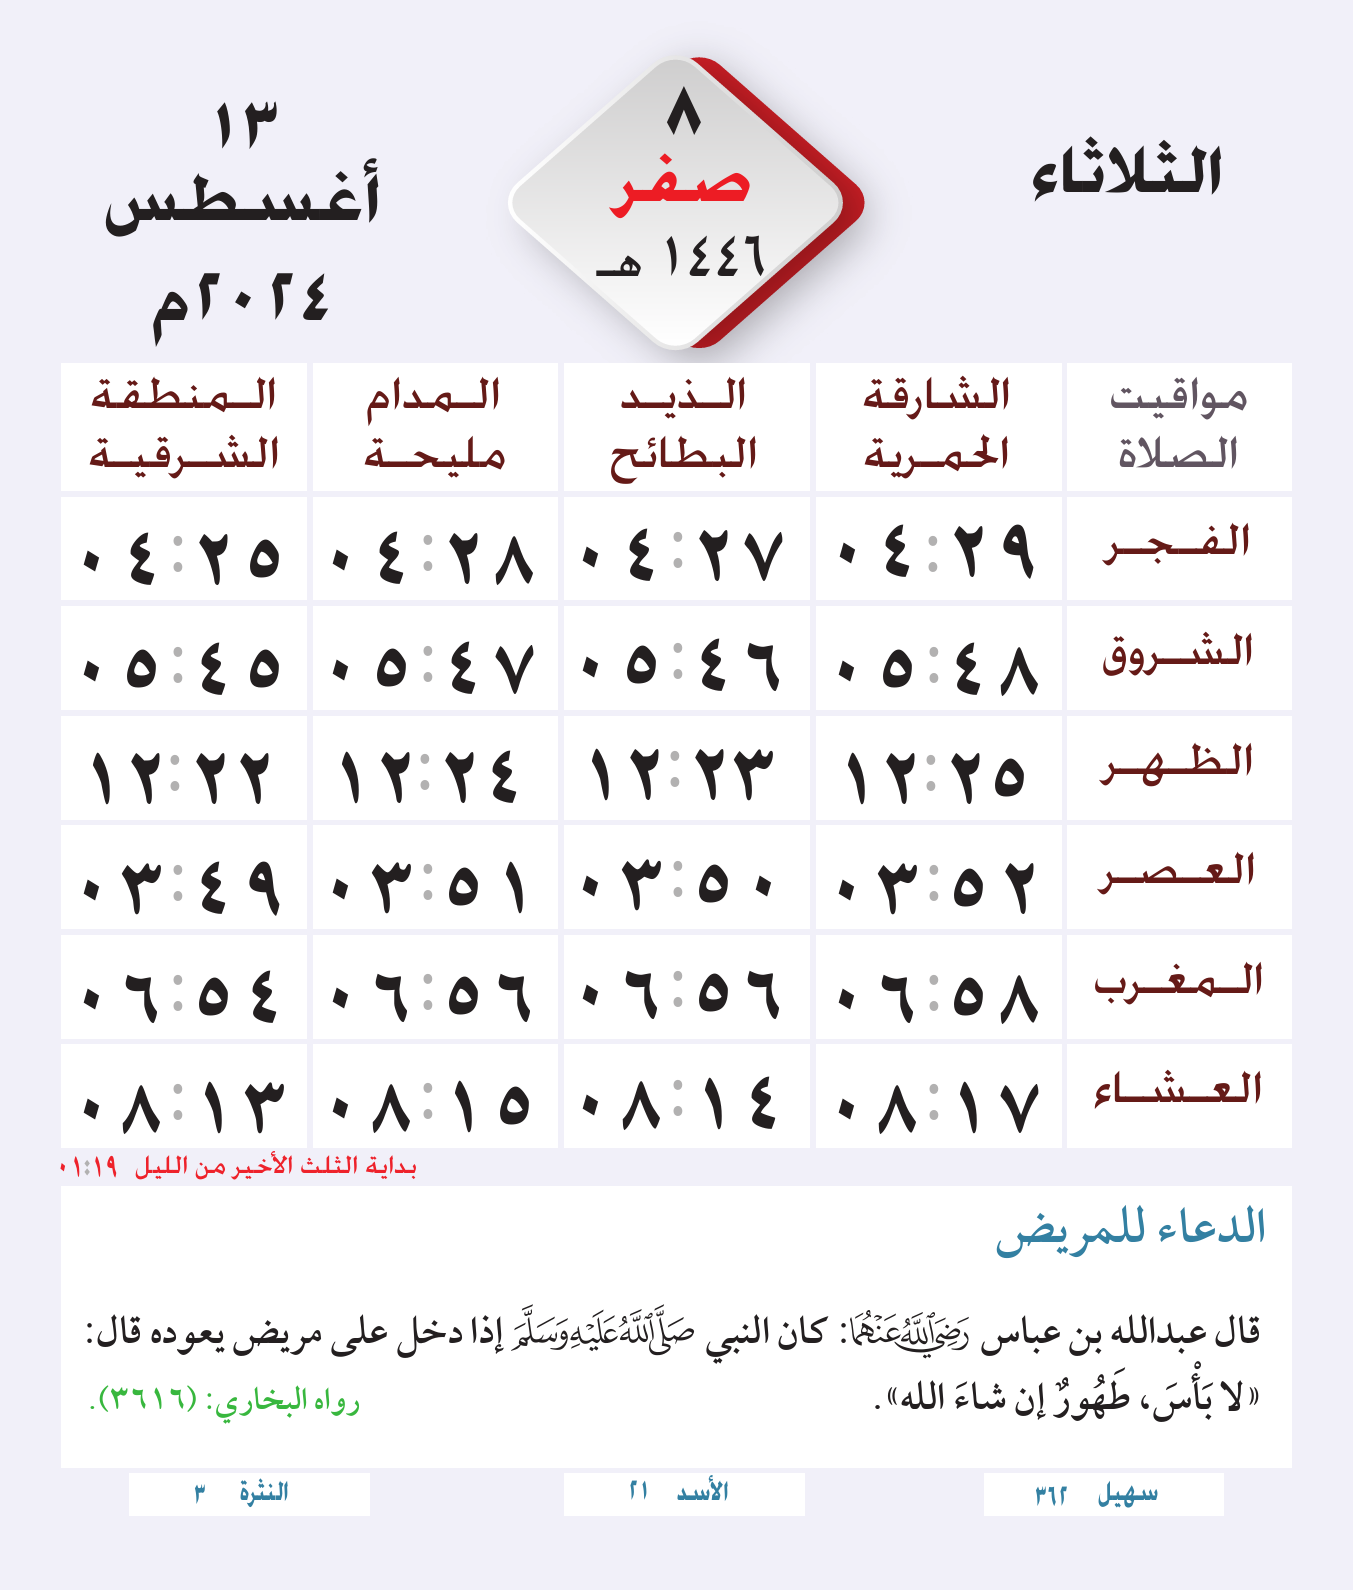 الثلاثاء
٨
صفر
١٤٤٦ هـ
١٣
أغسطس
٢٠٢٤م
مواقيت الصلاة
الشارقة الحمرية
الذيد البطائح
المدام مليحة
المنطقة الشرقية
الفجر ٠٤:٢٩ ٠٤:٢٧ ٠٤:٢٨ ٠٤:٢٥
الشروق ٠٥:٤٨ ٠٥:٤٦ ٠٥:٤٧ ٠٥:٤٥
الظهر ١٢:٢٥ ١٢:٢٣ ١٢:٢٤ ١٢:٢٢
العصر ٠٣:٥٢ ٠٣:٥٠ ٠٣:٥١ ٠٣:٤٩
المغرب ٠٦:٥٨ ٠٦:٥٦ ٠٦:٥٦ ٠٦:٥٤
العشاء ٠٨:١٧ ٠٨:١٤ ٠٨:١٥ ٠٨:١٣
بداية الثلث الأخير من الليل ٠١:١٩
الدعاء للمريض
قال عبدالله بن عباس رَضِيَ اللَّهُ عَنْهُمَا: كان النبي صَلَّى اللَّهُ عَلَيْهِ وَسَلَّمَ إذا دخل على مريض يعوده قال:
«لا بَأْسَ، طَهُورٌ إن شاءَ الله». رواه البخاري: (٣٦١٦).
سهيل ٣٦٢
الأسد ٢١
النثرة ٣